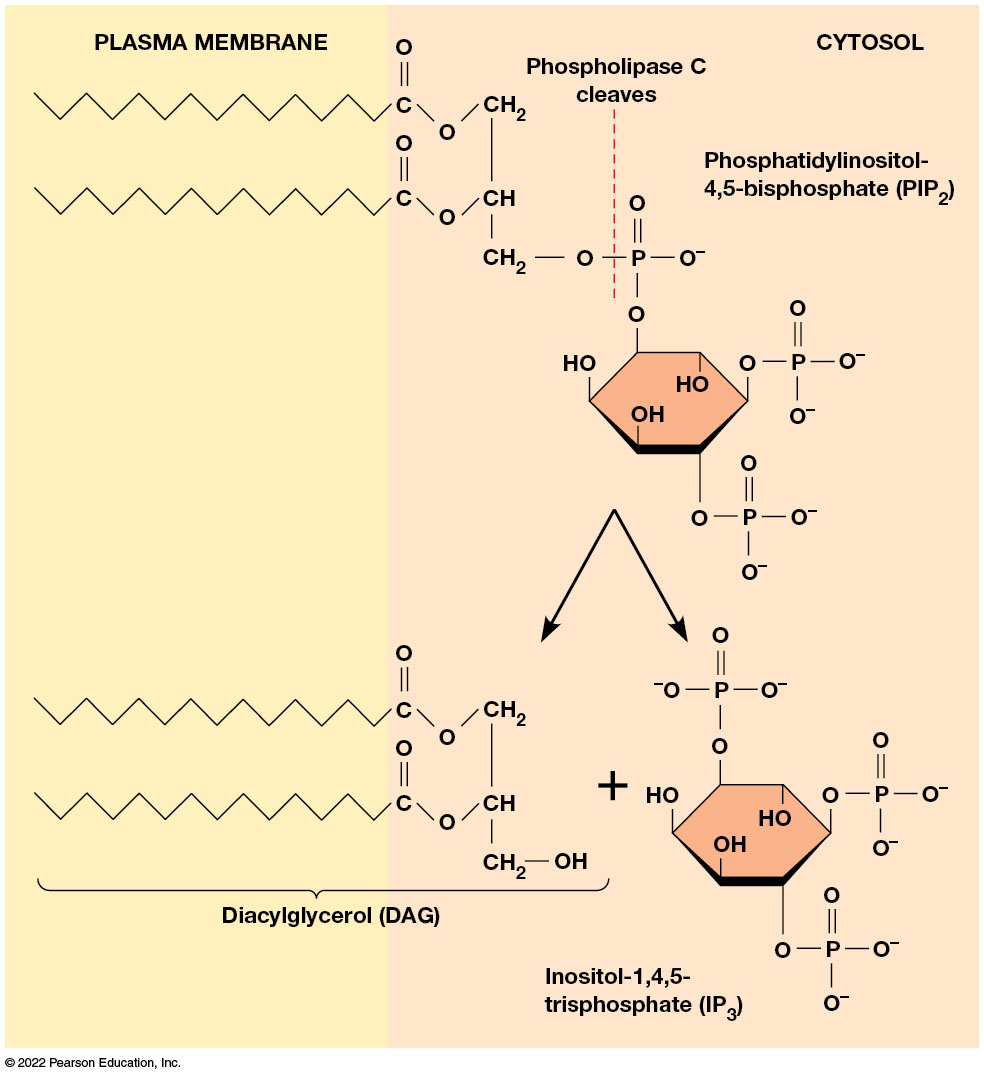 PLASMA MEMBRANE
CYTOSOL
Phospholipase C
cleaves
Phosphatidylinositol-
4,5-bisphosphate (PIP₂)
O
C
O
CH₂
O
C
O
CH
CH₂
O
O
P
O⁻
O
HO
HO
OH
O
O
P
O⁻
O⁻
O
O
P
O⁻
O⁻
O
C
O
CH₂
O
C
O
CH
CH₂
OH
Diacylglycerol (DAG)
+
O
⁻O
P
O⁻
O
HO
HO
OH
O
O
P
O⁻
O⁻
O
O
P
O⁻
O⁻
Inositol-1,4,5-
trisphosphate (IP₃)
© 2022 Pearson Education, Inc.